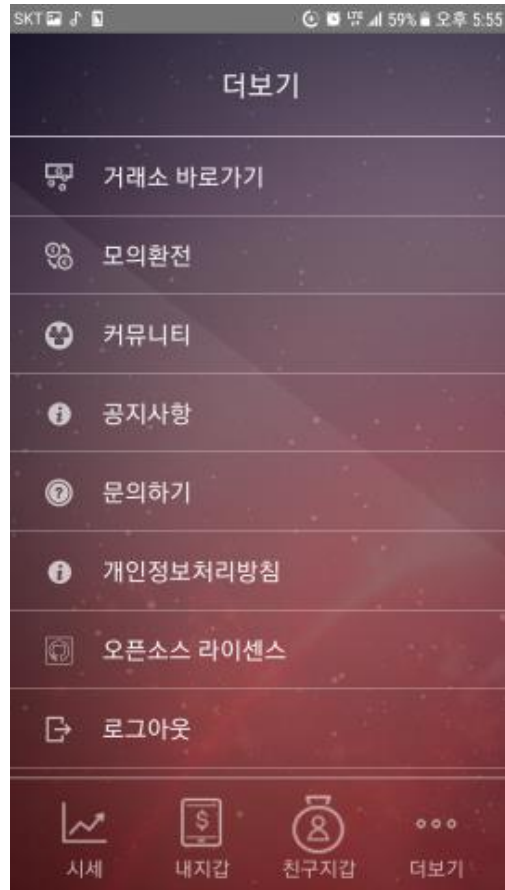 SKT LTE 59% 오후 5:55
더보기
거래소 바로가기
모의환전
커뮤니티
공지사항
문의하기
개인정보처리방침
오픈소스 라이센스
로그아웃
시세 내지갑 친구지갑 더보기